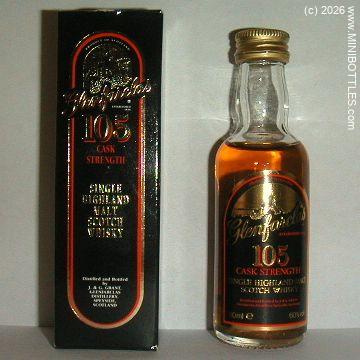 (c) 2026
www.MINIBOTTLES.com
Glenfarclas
105
CASK
STRENGTH
SINGLE
HIGHLAND
MALT
SCOTCH
WHISKY
Distilled and Bottled
by
J. & G. GRANT,
GLENFARCLAS
DISTILLERY,
SPEYSIDE,
SCOTLAND
Glenfarclas
105
CASK STRENGTH
SINGLE HIGHLAND MALT
SCOTCH WHISKY